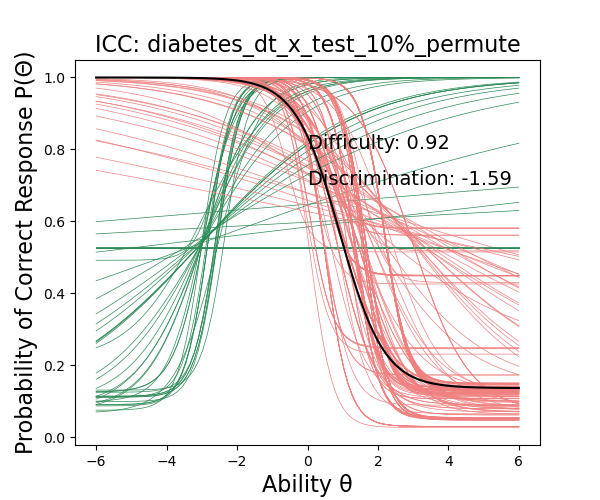 ICC: diabetes_dt_x_test_10%_permute
Probability of Correct Response P(Θ)
1.0
0.8
0.6
0.4
0.2
0.0
Difficulty: 0.92
Discrimination: -1.59
−6
−4
−2
0
2
4
6
Ability θ